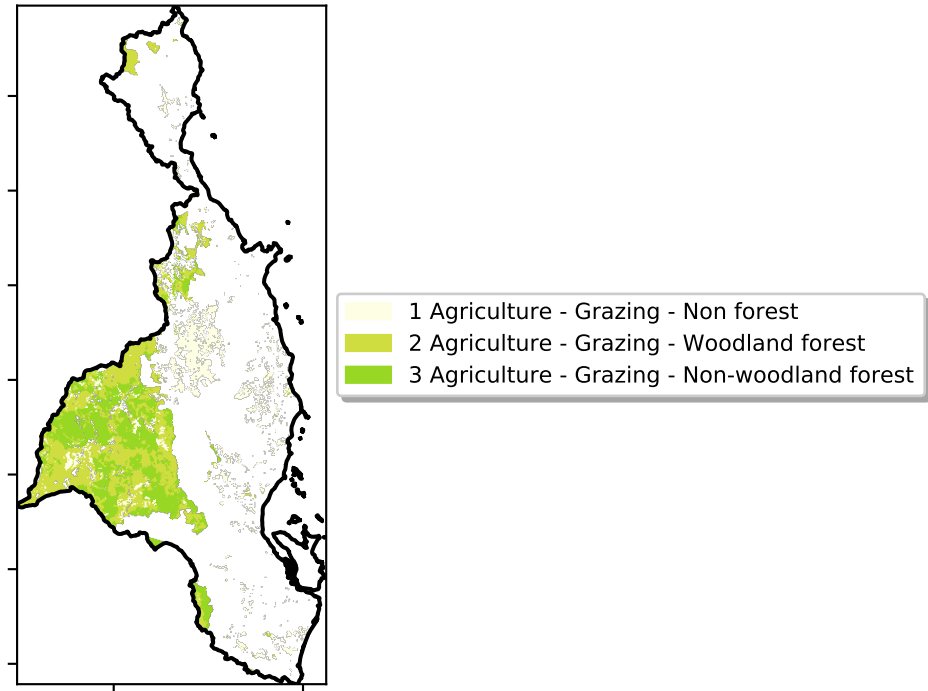 1 Agriculture - Grazing - Non forest
2 Agriculture - Grazing - Woodland forest
3 Agriculture - Grazing - Non-woodland forest